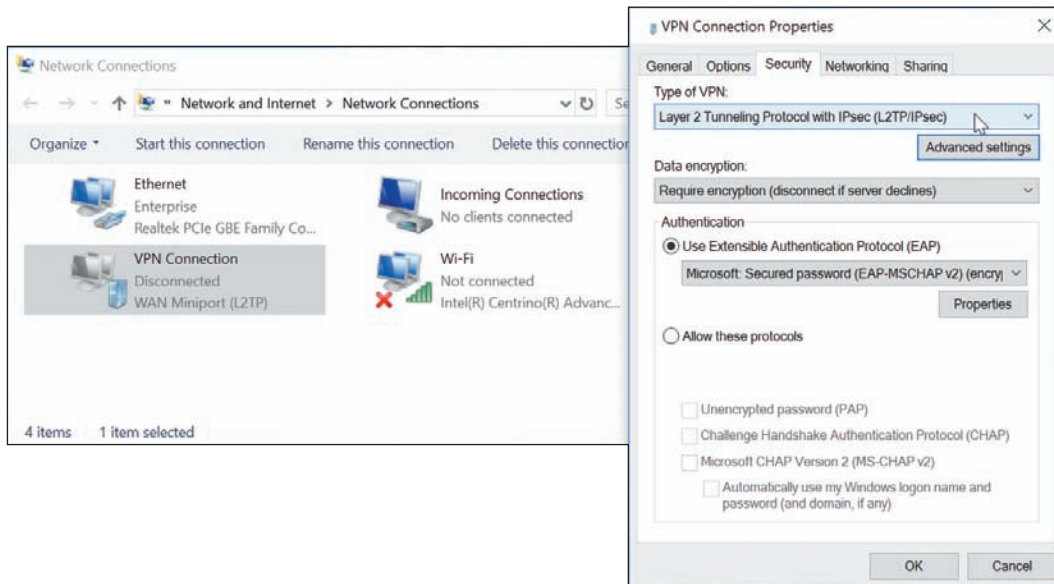 Network Connections
Network and Internet > Network Connections
Se
Organize
Start this connection
Rename this connection
Delete this connection
Ethernet
Enterprise
Realtek PCIe GBE Family Co...
Incoming Connections
No clients connected
VPN Connection
Disconnected
WAN Miniport (L2TP)
Wi-Fi
Not connected
Intel(R) Centrino(R) Advanc...
4 items
1 item selected
VPN Connection Properties
General Options Security Networking Sharing
Type of VPN:
Layer 2 Tunneling Protocol with IPsec (L2TP/IPsec)
Advanced settings
Data encryption:
Require encryption (disconnect if server declines)
Authentication
Use Extensible Authentication Protocol (EAP)
Microsoft: Secured password (EAP-MSCHAP v2) (encry
Properties
Allow these protocols
Unencrypted password (PAP)
Challenge Handshake Authentication Protocol (CHAP)
Microsoft CHAP Version 2 (MS-CHAP v2)
Automatically use my Windows logon name and
password (and domain, if any)
OK
Cancel